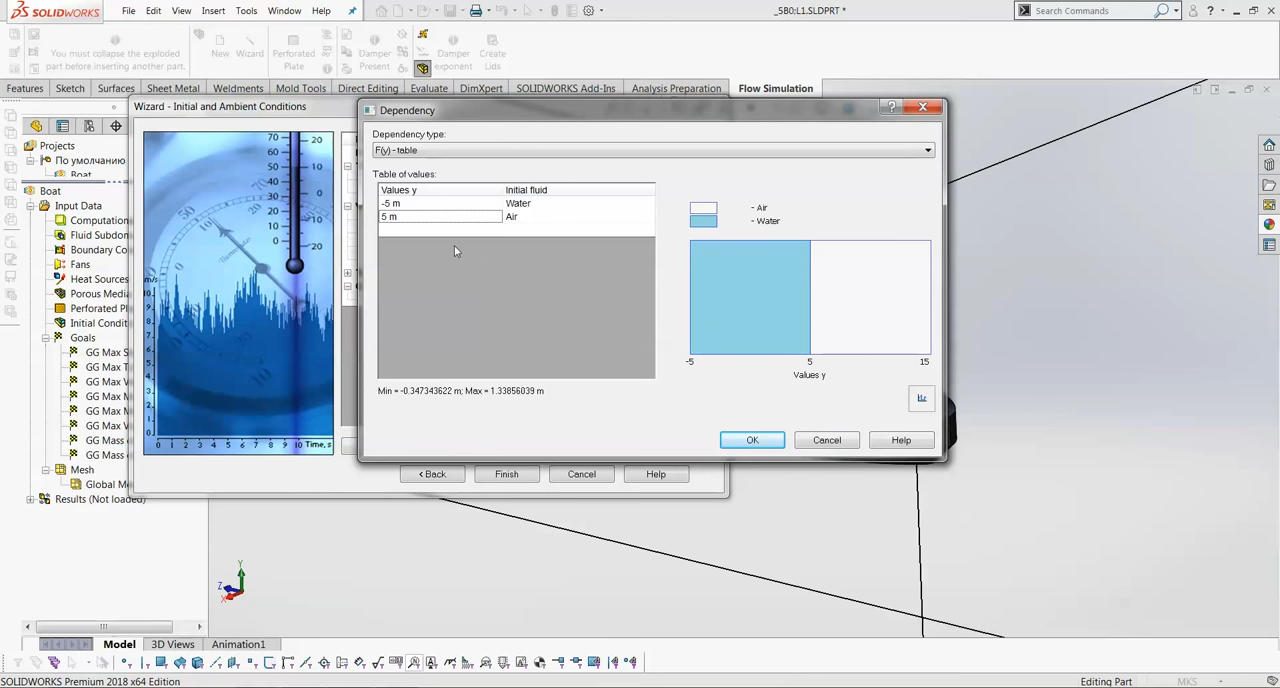 SOLIDWORKS
File Edit View Insert Tools Window Help
_5B0;L1.SLDPRT *
Search Commands
You must collapse the exploded
part before inserting another part.
New
Wizard
Perforated
Plate
Damper
Present
Damper
exponent
Create
Lids
Features Sketch Surfaces Sheet Metal Weldments Mold Tools Direct Editing Evaluate DimXpert SOLIDWORKS Add-Ins Analysis Preparation Flow Simulation
Projects
По умолчанию
Boat
Boat
Input Data
Computation
Fluid Subdom
Boundary Co
Fans
Heat Sources
Porous Media
Perforated Pl
Initial Condit
Goals
GG Max S
GG Max T
GG Max V
GG Max M
GG Max M
GG Max V
GG Mass
GG Mass
Mesh
Global Me
Results (Not loaded)
Wizard - Initial and Ambient Conditions
Time, s
< Back
Finish
Cancel
Help
Dependency
Dependency type:
F(y) - table
Table of values:
Values y Initial fluid
-5 m Water
5 m Air
- Air
- Water
-5 5 15
Values y
Min = -0.347343622 m; Max = 1.33856039 m
OK
Cancel
Help
Y
Z
X
Model 3D Views Animation1
SOLIDWORKS Premium 2018 x64 Edition
Editing Part
MKS